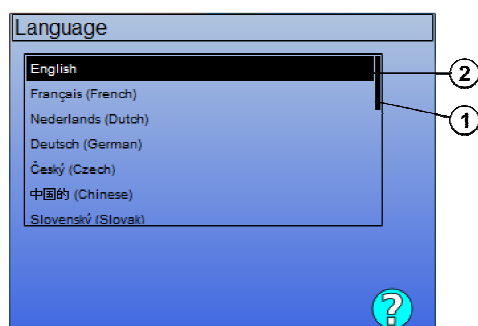 Language
English
Français (French)
Nederlands (Dutch)
Deutsch (German)
Český (Czech)
中国的 (Chinese)
Slovenský (Slovak)
2
1
?